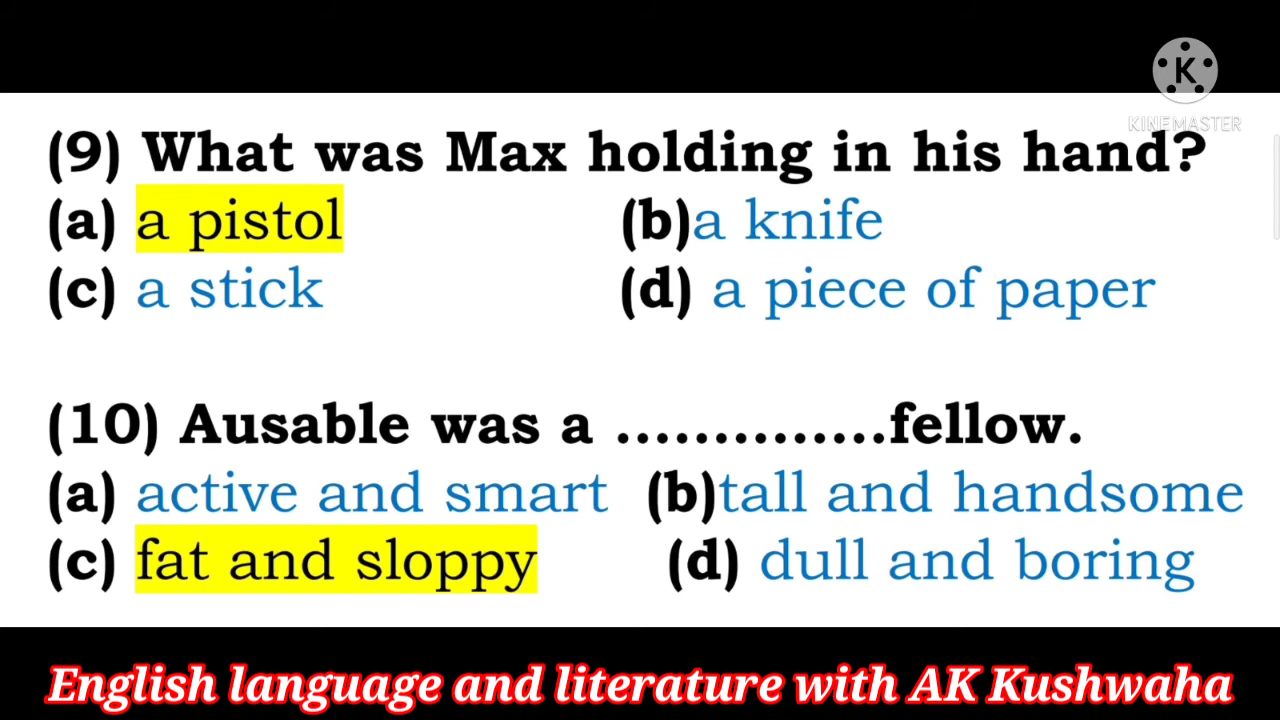 K
KINEMASTER
(9) What was Max holding in his hand?
(a) a pistol (b)a knife
(c) a stick (d) a piece of paper
(10) Ausable was a ..............fellow.
(a) active and smart (b)tall and handsome
(c) fat and sloppy (d) dull and boring
English language and literature with AK Kushwaha